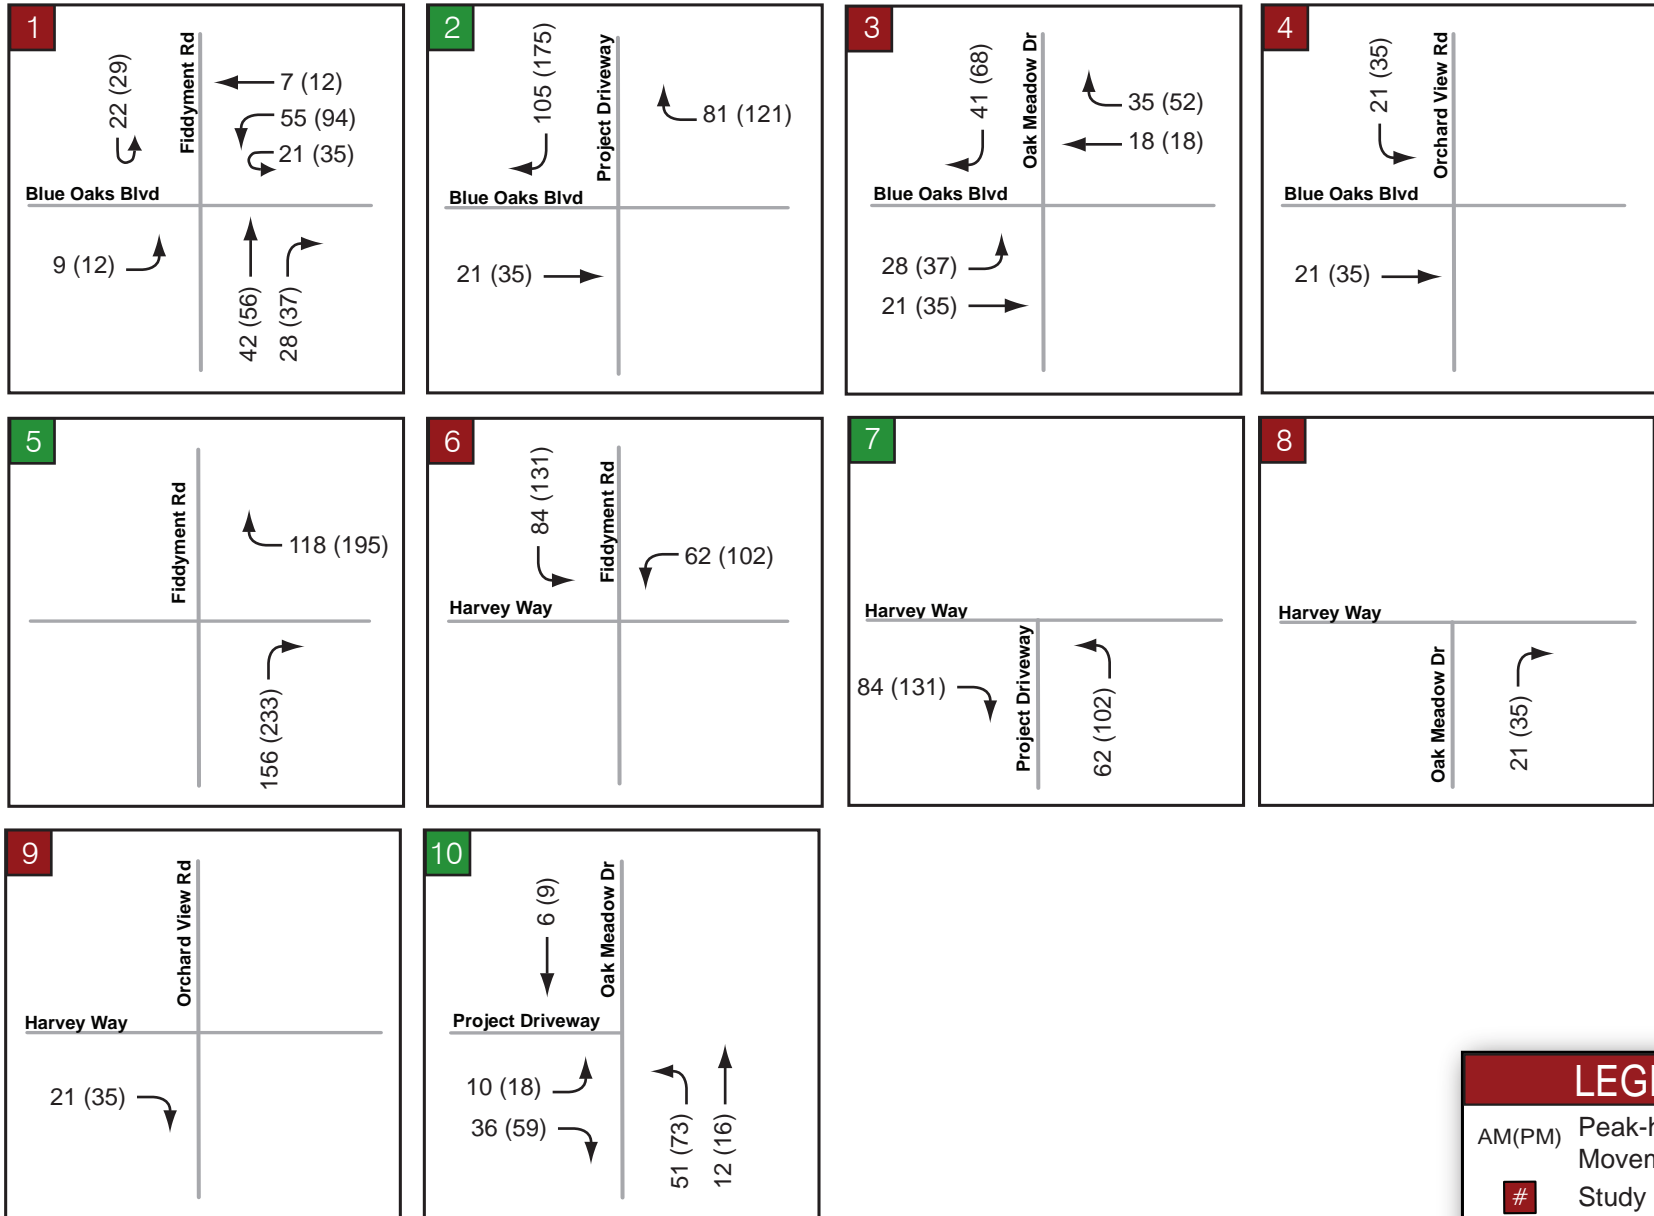 1
Fiddyment Rd
22 (29)
7 (12)
55 (94)
21 (35)
Blue Oaks Blvd
9 (12)
42 (56)
28 (37)
2
Project Driveway
105 (175)
81 (121)
Blue Oaks Blvd
21 (35)
3
Oak Meadow Dr
41 (68)
35 (52)
18 (18)
Blue Oaks Blvd
28 (37)
21 (35)
4
Orchard View Rd
21 (35)
Blue Oaks Blvd
21 (35)
5
Fiddyment Rd
118 (195)
156 (233)
6
84 (131)
Fiddyment Rd
62 (102)
Harvey Way
7
Harvey Way
84 (131)
Project Driveway
62 (102)
8
Harvey Way
Oak Meadow Dr
21 (35)
9
Orchard View Rd
Harvey Way
21 (35)
10
6 (9)
Oak Meadow Dr
Project Driveway
10 (18)
36 (59)
51 (73)
12 (16)
AM(PM)
#
Study